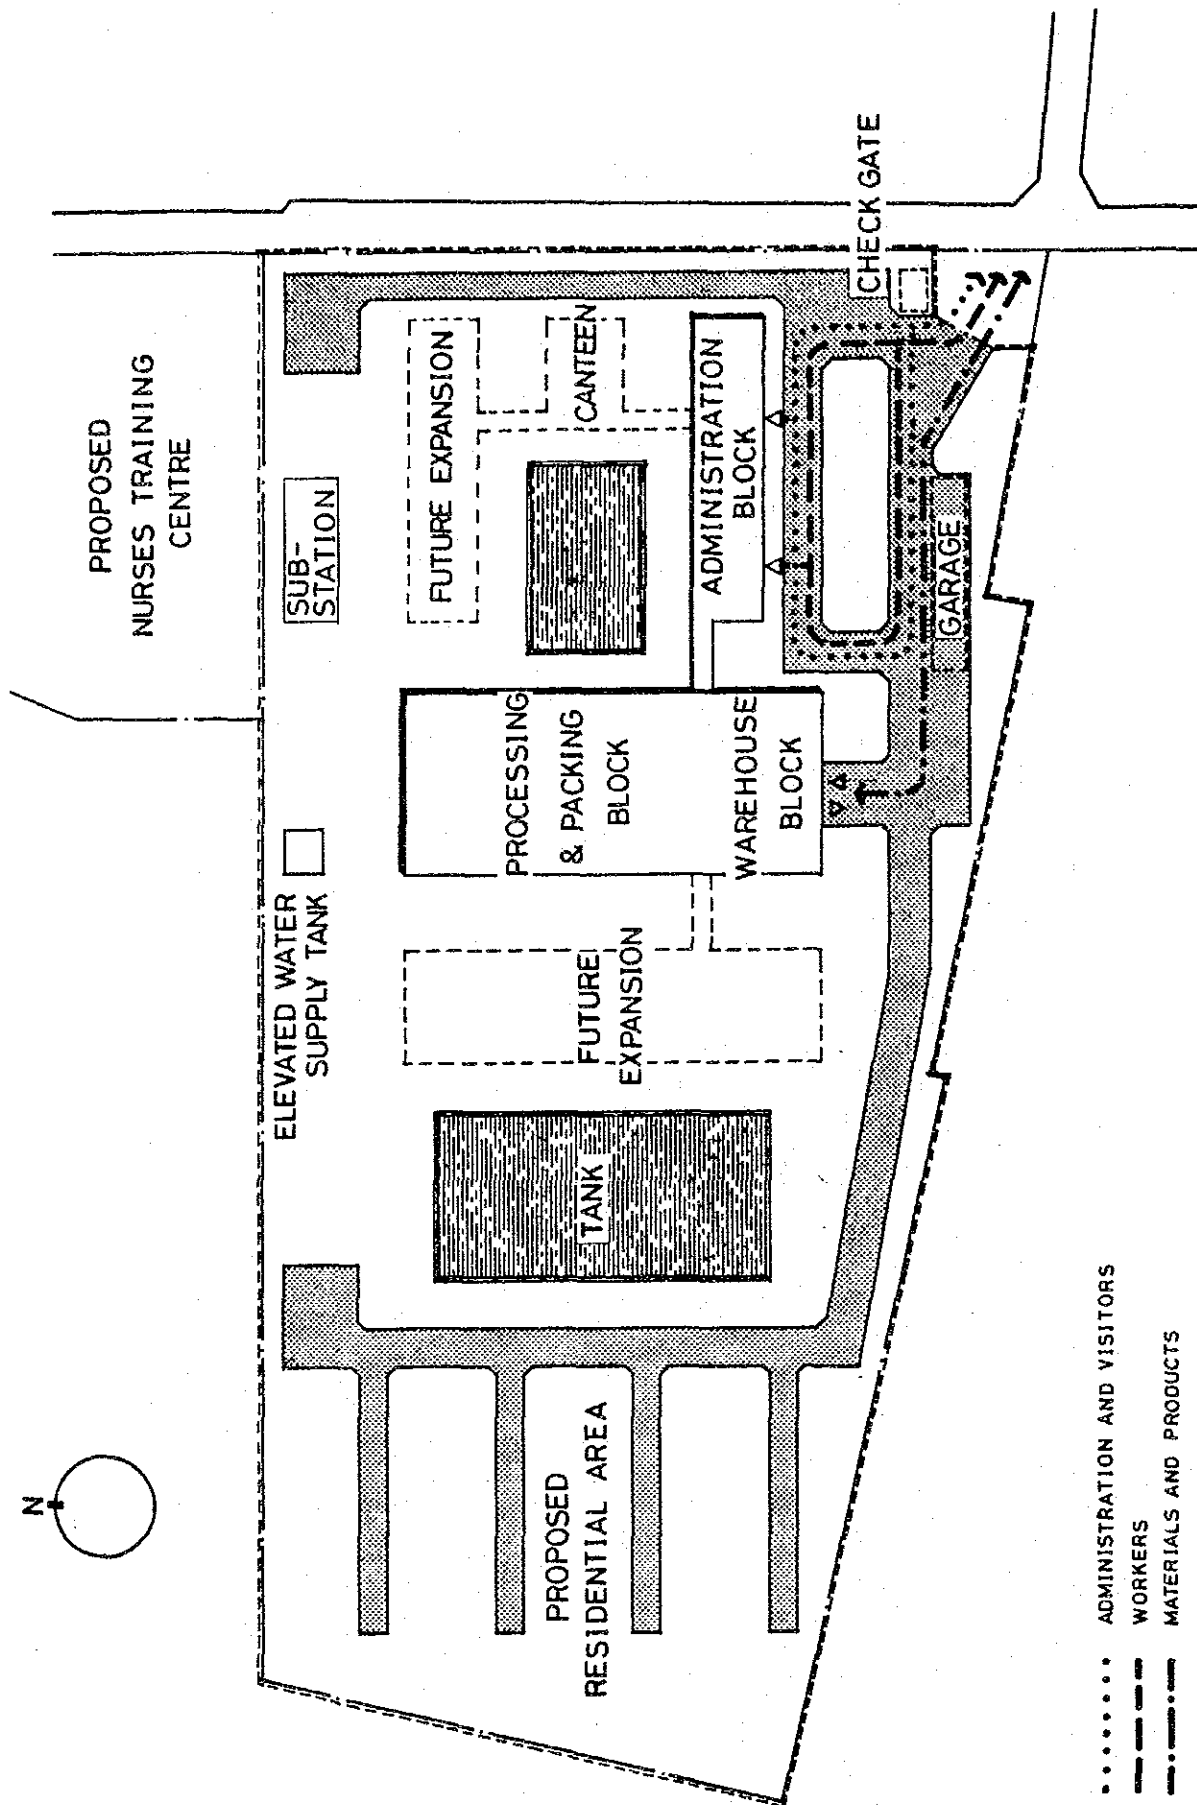 N
PROPOSED
NURSES TRAINING
CENTRE
ELEVATED WATER
SUPPLY TANK
SUB-
STATION
FUTURE EXPANSION
CANTEEN
PROCESSING
& PACKING
BLOCK
FUTURE
EXPANSION
TANK
PROPOSED
RESIDENTIAL AREA
WAREHOUSE
BLOCK
ADMINISTRATION
BLOCK
CHECK GATE
GARAGE
ADMINISTRATION AND VISITORS
WORKERS
MATERIALS AND PRODUCTS